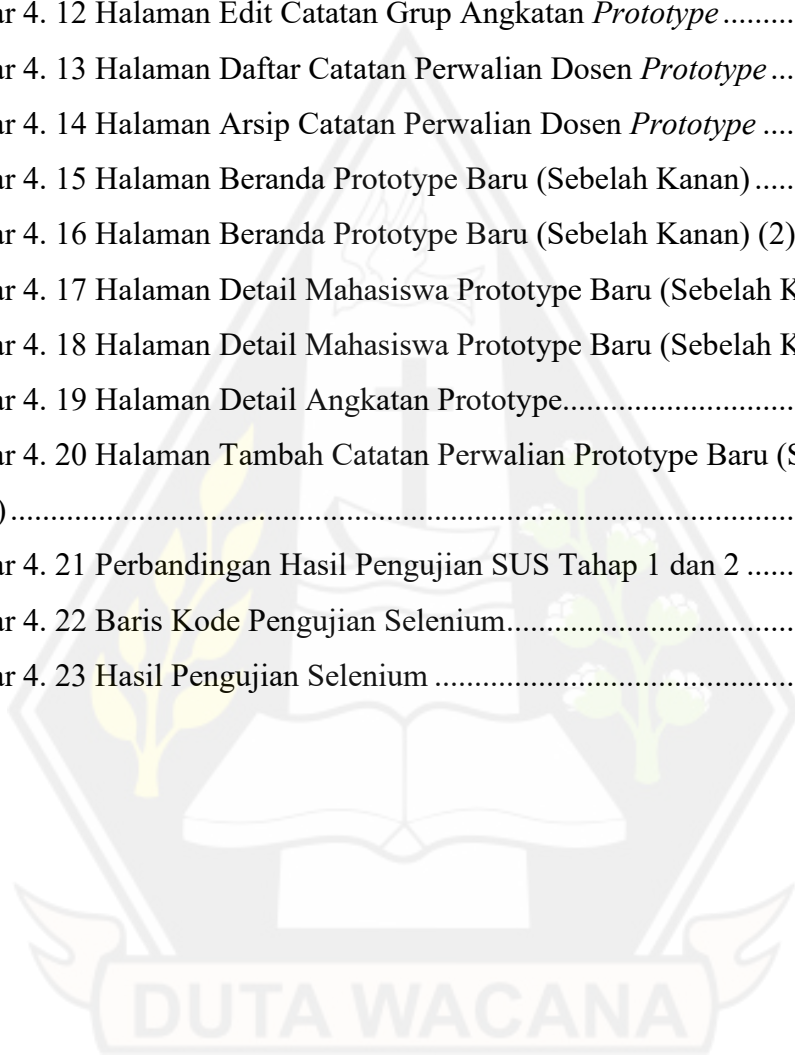 ar 4. 12 Halaman Edit Catatan Grup Angkatan Prototype.........
ar 4. 13 Halaman Daftar Catatan Perwalian Dosen Prototype...
ar 4. 14 Halaman Arsip Catatan Perwalian Dosen Prototype ....
ar 4. 15 Halaman Beranda Prototype Baru (Sebelah Kanan).....
ar 4. 16 Halaman Beranda Prototype Baru (Sebelah Kanan) (2)
ar 4. 17 Halaman Detail Mahasiswa Prototype Baru (Sebelah K
ar 4. 18 Halaman Detail Mahasiswa Prototype Baru (Sebelah K
ar 4. 19 Halaman Detail Angkatan Prototype.............................
ar 4. 20 Halaman Tambah Catatan Perwalian Prototype Baru (S
)....................................................................................................
ar 4. 21 Perbandingan Hasil Pengujian SUS Tahap 1 dan 2 ......
ar 4. 22 Baris Kode Pengujian Selenium....................................
ar 4. 23 Hasil Pengujian Selenium .............................................
DUTA WACANA